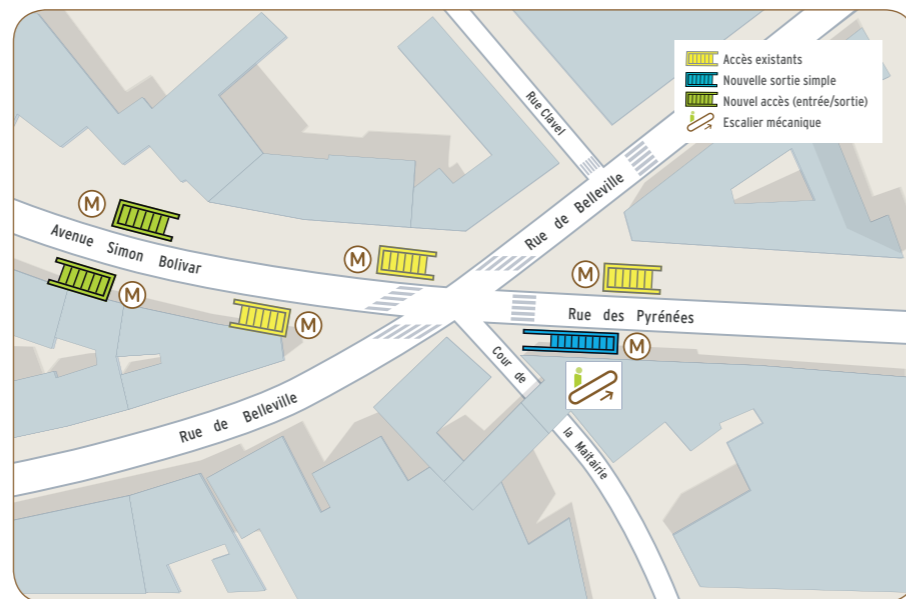 Accès existants
Nouvelle sortie simple
Nouvel accès (entrée/sortie)
Escalier mécanique
Rue Clavel
Rue de Belleville
M
Avenue Simon Bolivar
M
M
M
M
Rue des Pyrénées
M
M
Cour de
Rue de Belleville
la Maitairie